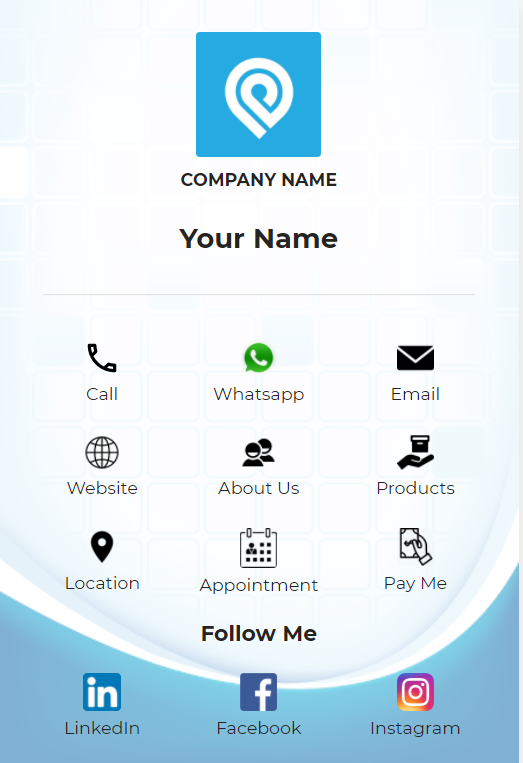 COMPANY NAME
Your Name
Call Whatsapp Email
Website About Us Products
Location Appointment Pay Me
Follow Me
LinkedIn Facebook Instagram